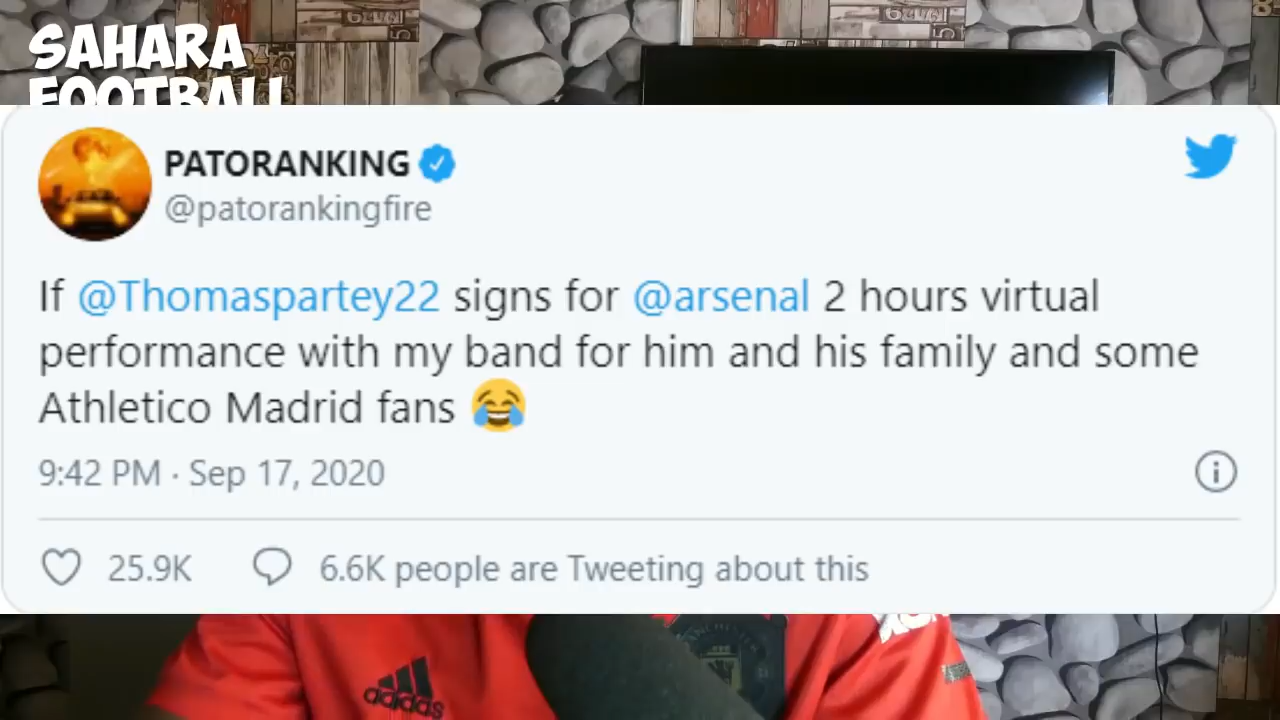 SAHARA
FOOTBALL
PATORANKING
@patorankingfire
If @Thomaspartey22 signs for @arsenal 2 hours virtual
performance with my band for him and his family and some
Athletico Madrid fans 😂
9:42 PM · Sep 17, 2020
25.9K 6.6K people are Tweeting about this
adidas